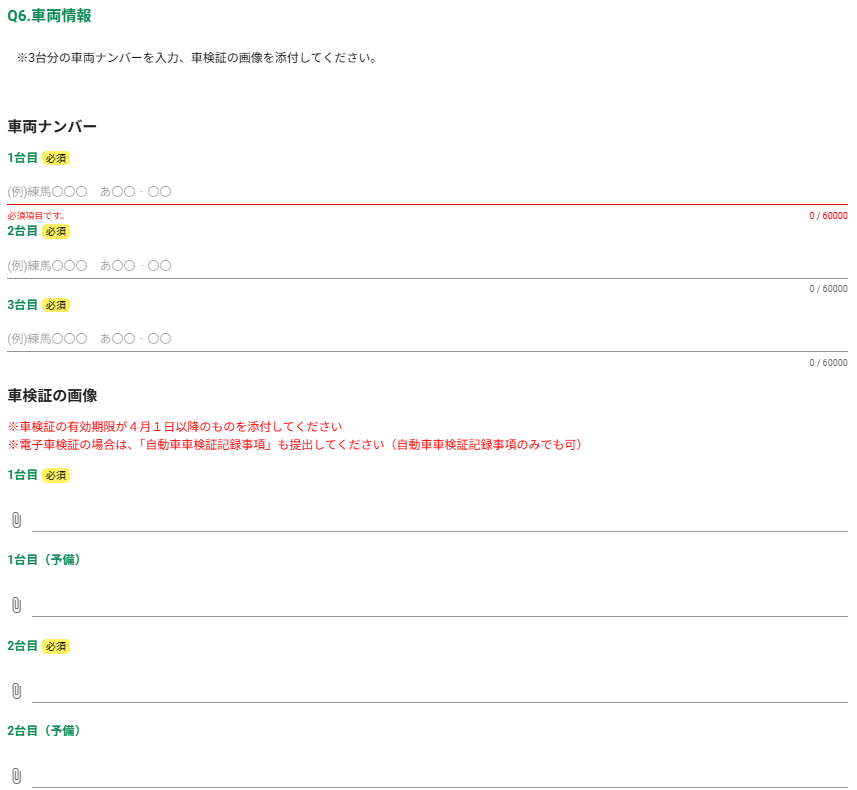 Q6.車両情報
※3台分の車両ナンバーを入力、車検証の画像を添付してください。
車両ナンバー
1台目 必須
(例)練馬〇〇〇　あ〇〇‐〇〇
必須項目です。 0 / 60000
2台目 必須
(例)練馬〇〇〇　あ〇〇‐〇〇
0 / 60000
3台目 必須
(例)練馬〇〇〇　あ〇〇‐〇〇
0 / 60000
車検証の画像
※車検証の有効期限が４月１日以降のものを添付してください
※電子車検証の場合は、「自動車車検証記録事項」も提出してください（自動車車検証記録事項のみでも可）
1台目 必須
1台目（予備）
2台目 必須
2台目（予備）